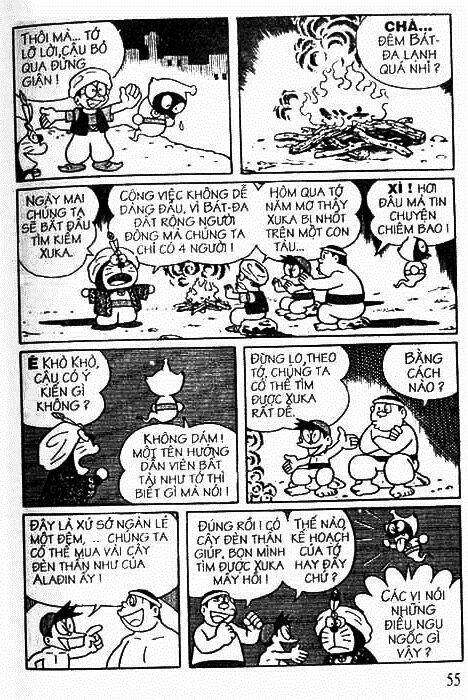 THÔI MÀ... TỚ
LỠ LỜI, CẬU BỎ
QUA ĐỪNG
GIẬN !
CHÀ...
ĐÊM BÁT-
ĐA LẠNH
QUÁ NHỈ ?
NGÀY MAI
CHÚNG TA
SẼ BẮT ĐẦU
TÌM KIẾM
XUKA.
CÔNG VIỆC KHÔNG DỄ
DÀNG ĐÂU, VÌ BÁT-ĐA
ĐẤT RỘNG NGƯỜI
ĐÔNG MÀ CHÚNG TA
CHỈ CÓ 4 NGƯỜI !
HÔM QUA TỚ
NẰM MƠ THẤY
XUKA BỊ NHỐT
TRÊN MỘT CON
TÀU...
XÌ ! HƠI
ĐÂU MÀ TIN
CHUYỆN
CHIÊM BAO !
Ê KHÒ KHÒ,
CẬU CÓ Ý
KIẾN GÌ
KHÔNG ?
KHÔNG DÁM !
MỘT TÊN HƯỚNG
DẪN VIÊN BẤT
TÀI NHƯ TỚ THÌ
BIẾT GÌ MÀ NÓI !
ĐỪNG LO, THEO
TỚ, CHÚNG TA
CÓ THỂ TÌM
ĐƯỢC XUKA
RẤT DỄ.
BẰNG
CÁCH
NÀO ?
ĐÂY LÀ XỨ SỞ NGÀN LẺ
MỘT ĐÊM, .. CHÚNG TA
CÓ THỂ MUA VÀI CÂY
ĐÈN THẦN NHƯ CỦA
ALAĐIN ẤY !
ĐÚNG RỒI ! CÓ
CÂY ĐÈN THẦN
GIÚP, BỌN MÌNH
TÌM ĐƯỢC XUKA
MẤY HỒI !
THẾ NÀO,
KẾ HOẠCH
CỦA TỚ
HAY ĐẤY
CHỨ ?
CÁC VỊ NÓI
NHỮNG
ĐIỀU NGU
NGỐC GÌ
VẬY ?
55